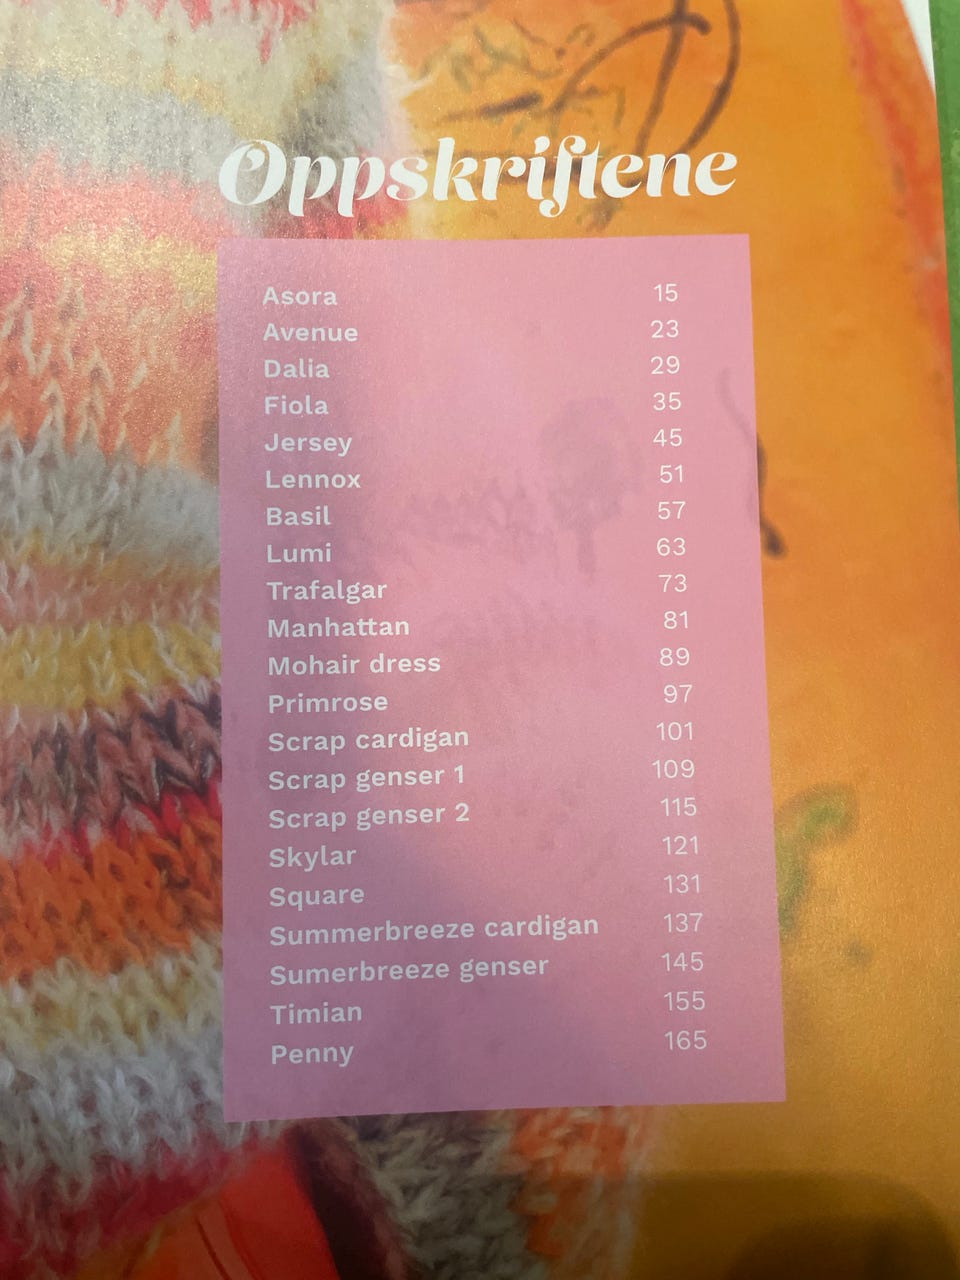 Oppskriftene
Asora 15
Avenue 23
Dalia 29
Fiola 35
Jersey 45
Lennox 51
Basil 57
Lumi 63
Trafalgar 73
Manhattan 81
Mohair dress 89
Primrose 97
Scrap cardigan 101
Scrap genser 1 109
Scrap genser 2 115
Skylar 121
Square 131
Summerbreeze cardigan 137
Sumerbreeze genser 145
Timian 155
Penny 165